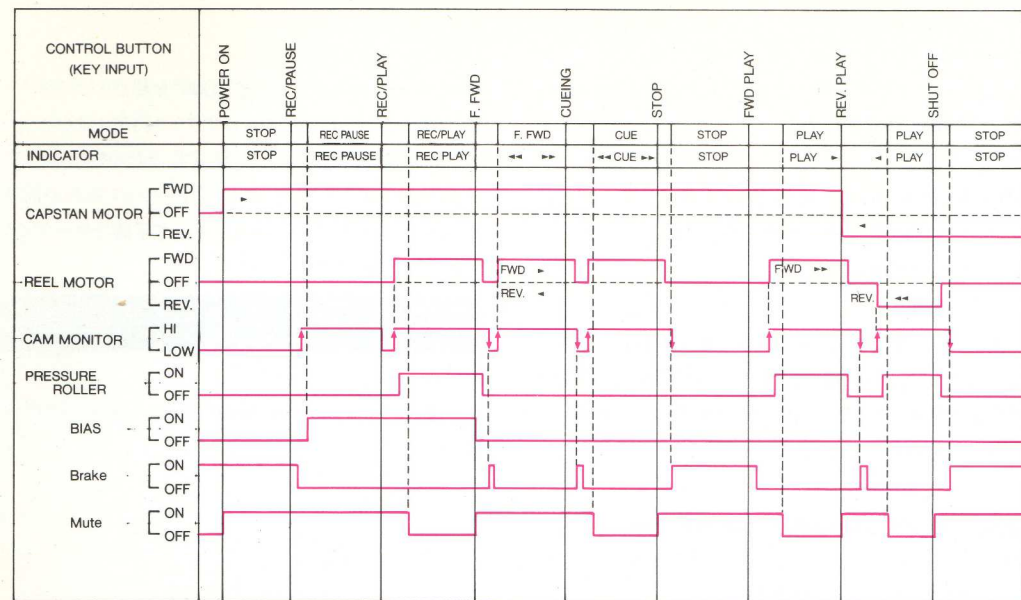 CONTROL BUTTON
(KEY INPUT)
POWER ON
REC/PAUSE
REC/PLAY
F. FWD
CUEING
STOP
FWD PLAY
REV. PLAY
SHUT OFF
MODE STOP REC PAUSE REC/PLAY F. FWD CUE STOP PLAY PLAY STOP
INDICATOR STOP REC PAUSE REC PLAY ◄◄ ►► ◄◄ CUE ►► STOP PLAY ► ◄ PLAY STOP
CAPSTAN MOTOR
FWD ►
OFF
REV. ◄
REEL MOTOR
FWD FWD ► FWD ►►
OFF
REV. REV. ◄ REV. ◄◄
CAM MONITOR
HI
LOW
PRESSURE
ROLLER
ON
OFF
BIAS
ON
OFF
Brake
ON
OFF
Mute
ON
OFF